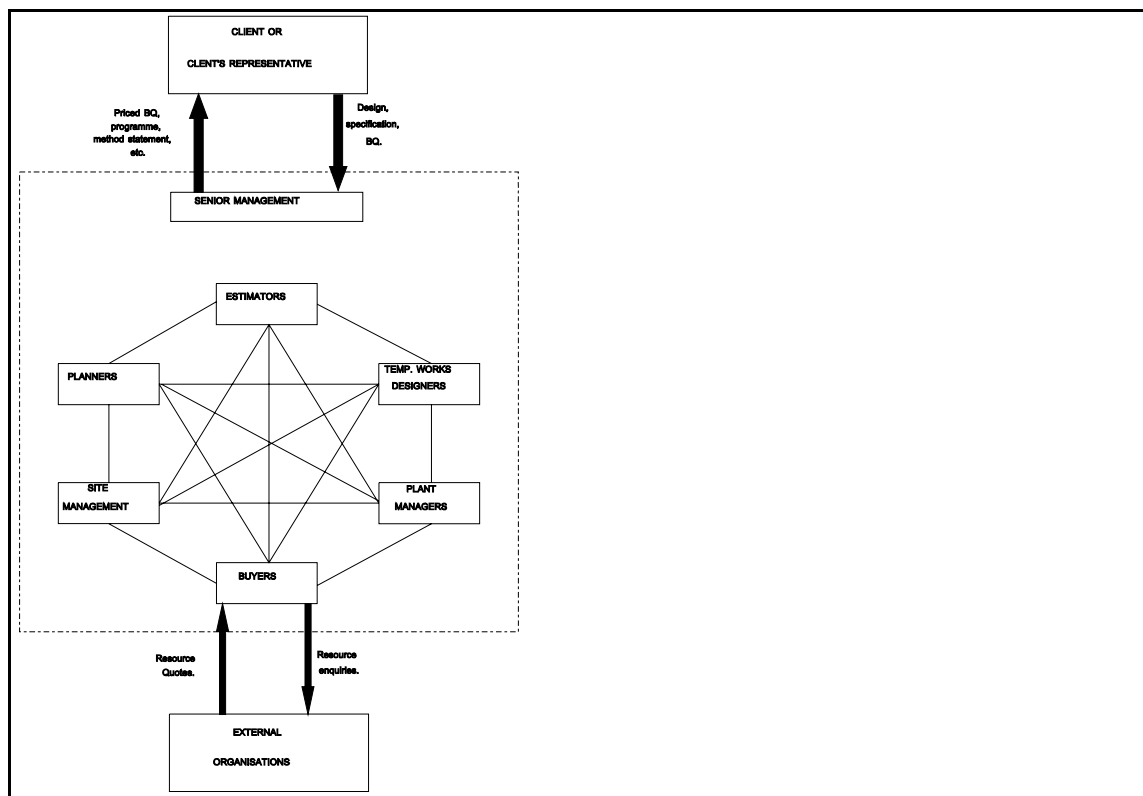 CLIENT OR
CLENT'S REPRESENTATIVE
Priced BQ,
programme,
method statement,
etc.
Design,
specification,
BQ.
SENIOR MANAGEMENT
ESTIMATORS
PLANNERS
TEMP. WORKS
DESIGNERS
SITE
MANAGEMENT
PLANT
MANAGERS
BUYERS
Resource
Quotes.
Resource
enquiries.
EXTERNAL
ORGANISATIONS